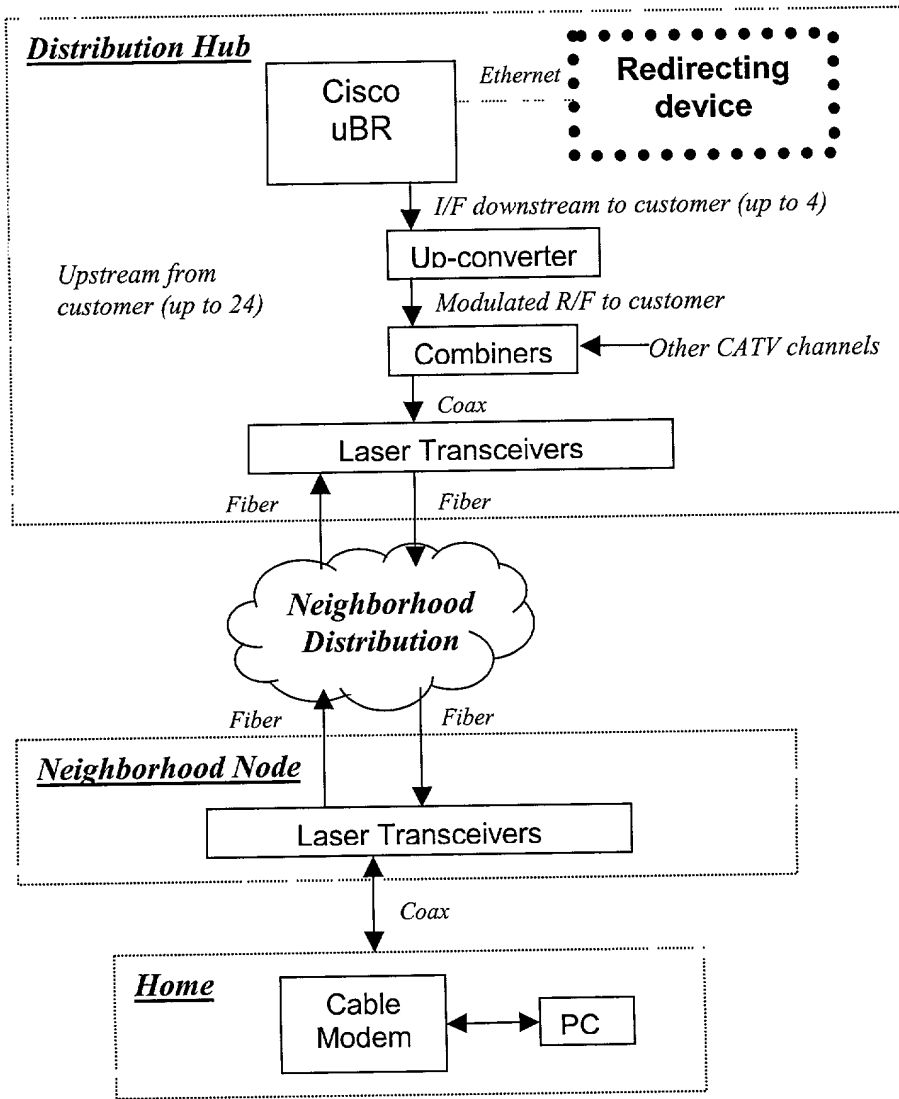 Distribution Hub
Cisco
uBR
Ethernet
Redirecting
device
I/F downstream to customer (up to 4)
Up-converter
Upstream from
customer (up to 24)
Modulated R/F to customer
Combiners
Other CATV channels
Coax
Laser Transceivers
Fiber
Fiber
Neighborhood
Distribution
Fiber
Fiber
Neighborhood Node
Laser Transceivers
Coax
Home
Cable
Modem
PC